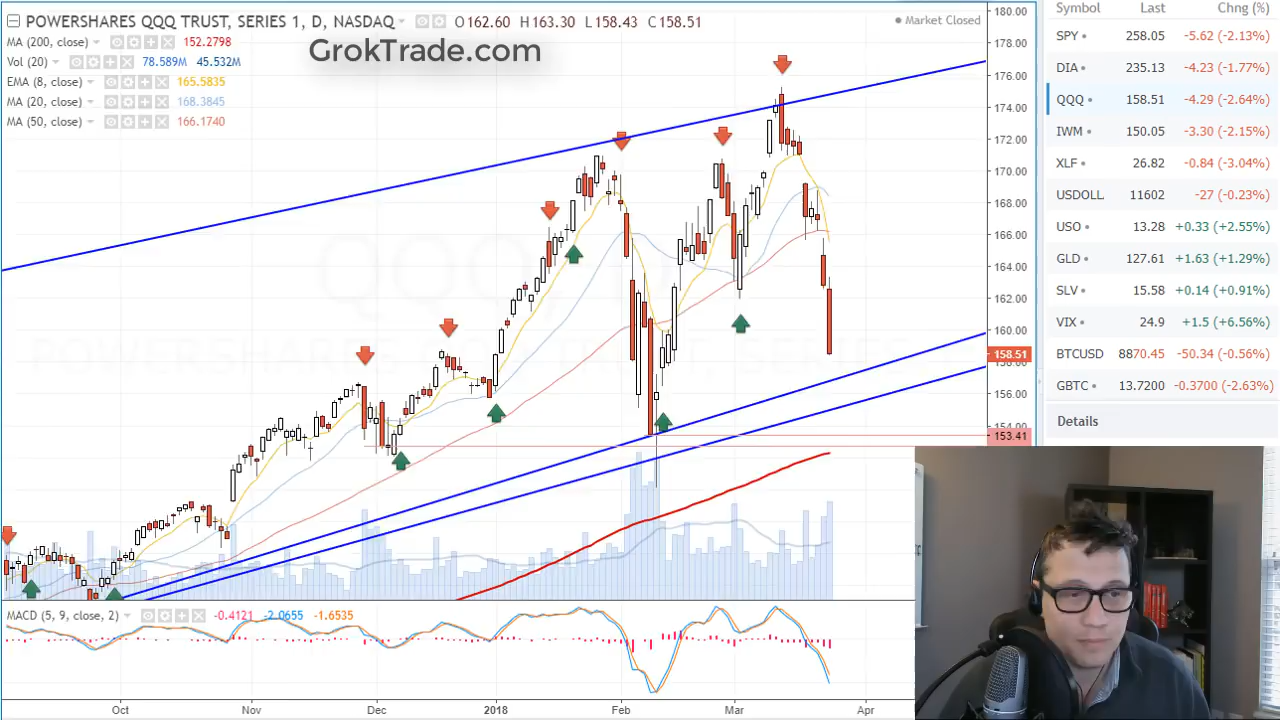 POWERSHARES QQQ TRUST, SERIES 1, D, NASDAQ O162.60 H163.30 L158.43 C158.51
Market Closed
GrokTrade.com
MA (200, close) 152.2798
Vol (20) 78.589M 45.532M
EMA (8, close) 165.5835
MA (20, close) 168.3845
MA (50, close) 166.1740
180.00
178.00
176.00
174.00
172.00
170.00
168.00
166.00
164.00
162.00
160.00
158.51
156.00
154.00
153.41
MACD (5, 9, close, 2) -0.4121 -2.0655 -1.6535
Oct Nov Dec 2018 Feb Mar Apr
Symbol Last Chng (%)
SPY 258.05 -5.62 (-2.13%)
DIA 235.13 -4.23 (-1.77%)
QQQ 158.51 -4.29 (-2.64%)
IWM 150.05 -3.30 (-2.15%)
XLF 26.82 -0.84 (-3.04%)
USDOLL 11602 -27 (-0.23%)
USO 13.28 +0.33 (+2.55%)
GLD 127.61 +1.63 (+1.29%)
SLV 15.58 +0.14 (+0.91%)
VIX 24.9 +1.5 (+6.56%)
BTCUSD 8870.45 -50.34 (-0.56%)
GBTC 13.7200 -0.3700 (-2.63%)
Details